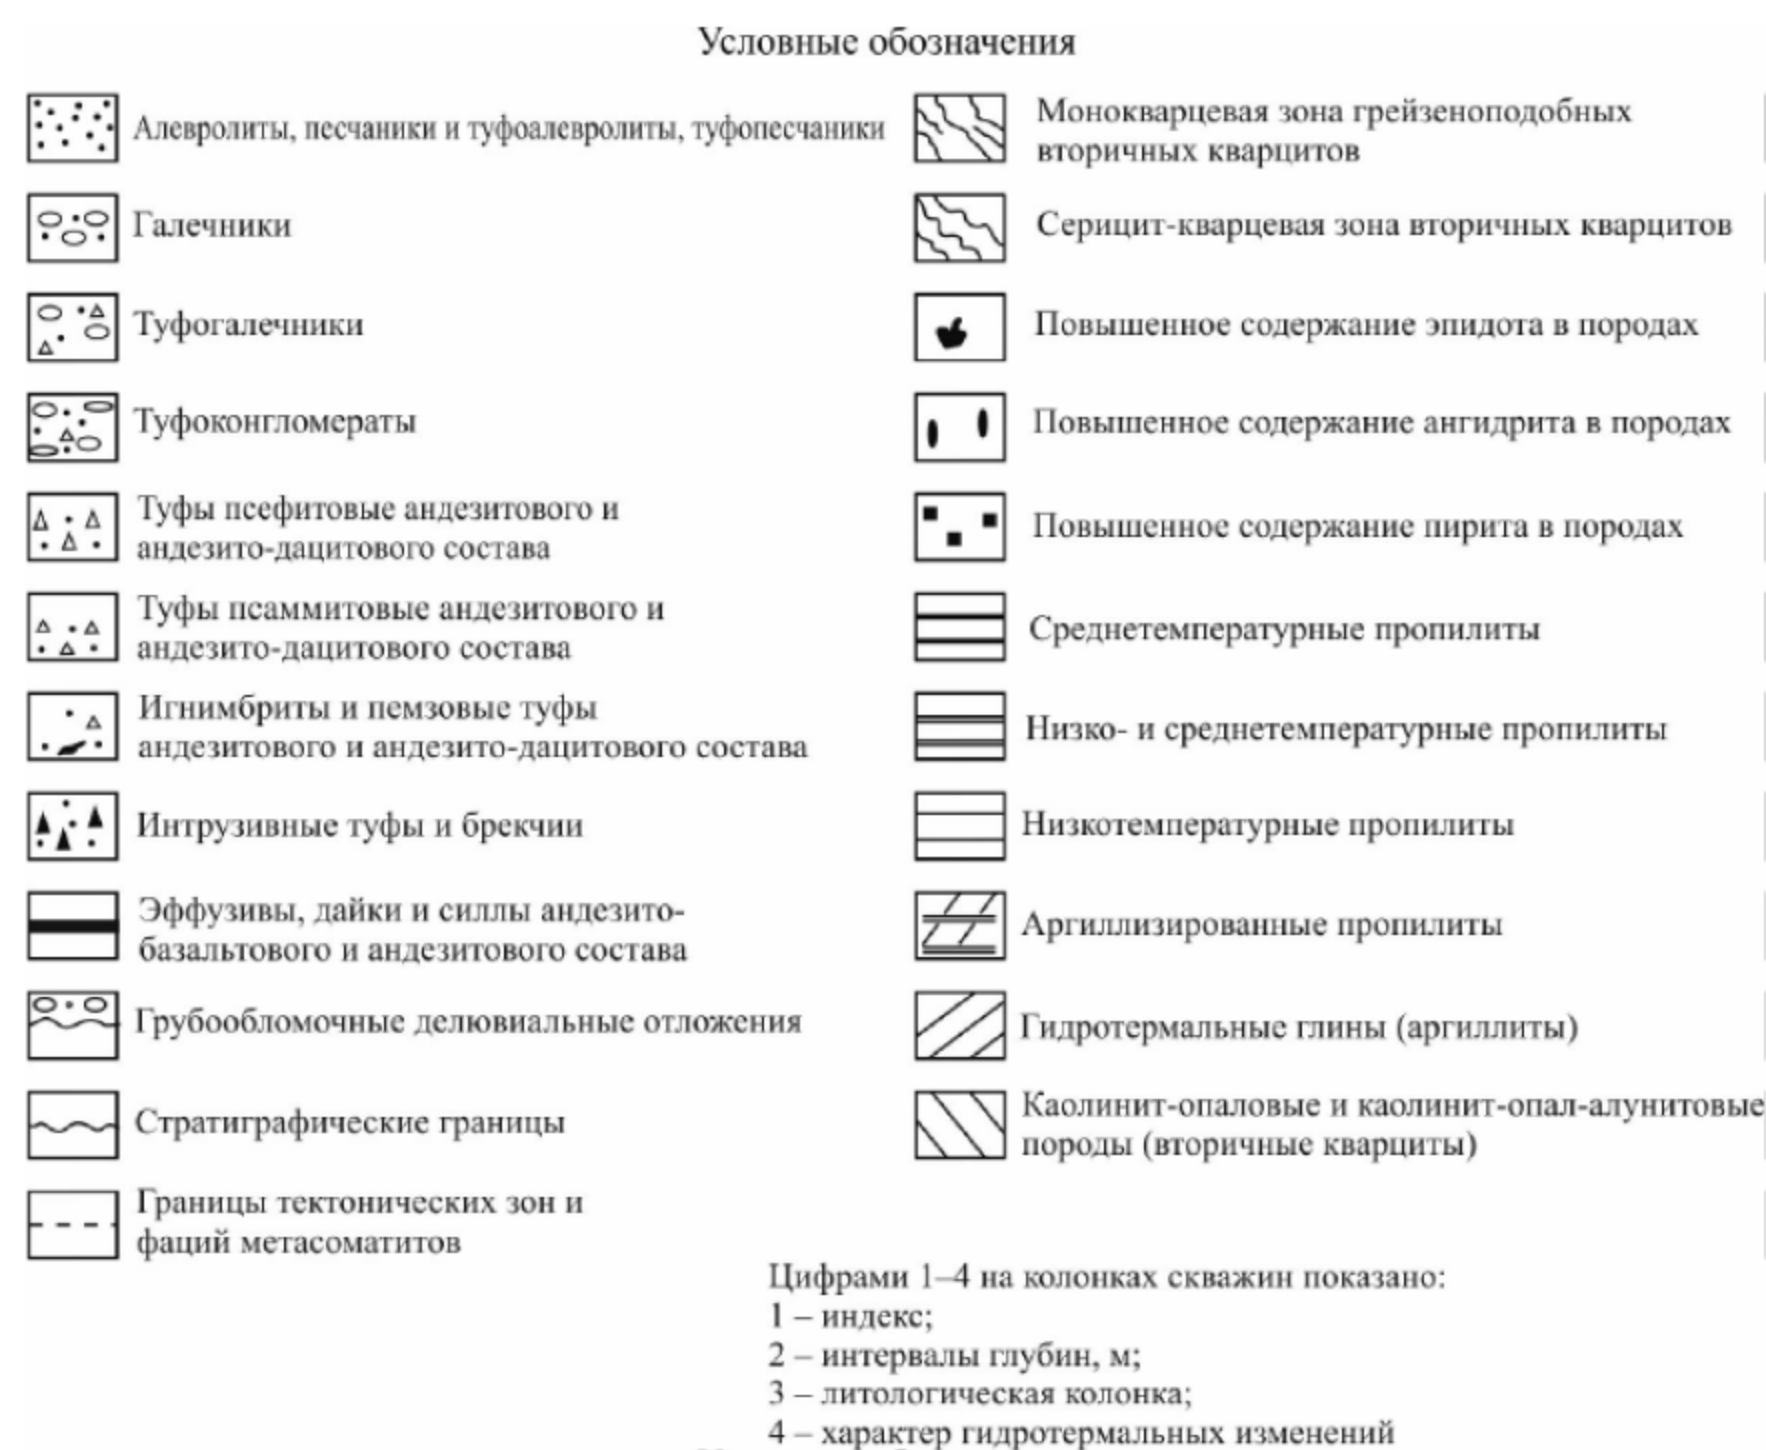 Условные обозначения
Алевролиты, песчаники и туфоалевролиты, туфопесчаники
Галечники
Туфогалечники
Туфоконгломераты
Туфы псефитовые андезитового и
андезито-дацитового состава
Туфы псаммитовые андезитового и
андезито-дацитового состава
Игнимбриты и пемзовые туфы
андезитового и андезито-дацитового состава
Интрузивные туфы и брекчии
Эффузивы, дайки и силлы андезито-
базальтового и андезитового состава
Грубообломочные делювиальные отложения
Стратиграфические границы
Границы тектонических зон и
фаций метасоматитов
Монокварцевая зона грейзеноподобных
вторичных кварцитов
Серицит-кварцевая зона вторичных кварцитов
Повышенное содержание эпидота в породах
Повышенное содержание ангидрита в породах
Повышенное содержание пирита в породах
Среднетемпературные пропилиты
Низко- и среднетемпературные пропилиты
Низкотемпературные пропилиты
Аргиллизированные пропилиты
Гидротермальные глины (аргиллиты)
Каолинит-опаловые и каолинит-опал-алунитовые
породы (вторичные кварциты)
Цифрами 1–4 на колонках скважин показано:
1 – индекс;
2 – интервалы глубин, м;
3 – литологическая колонка;
4 – характер гидротермальных изменений